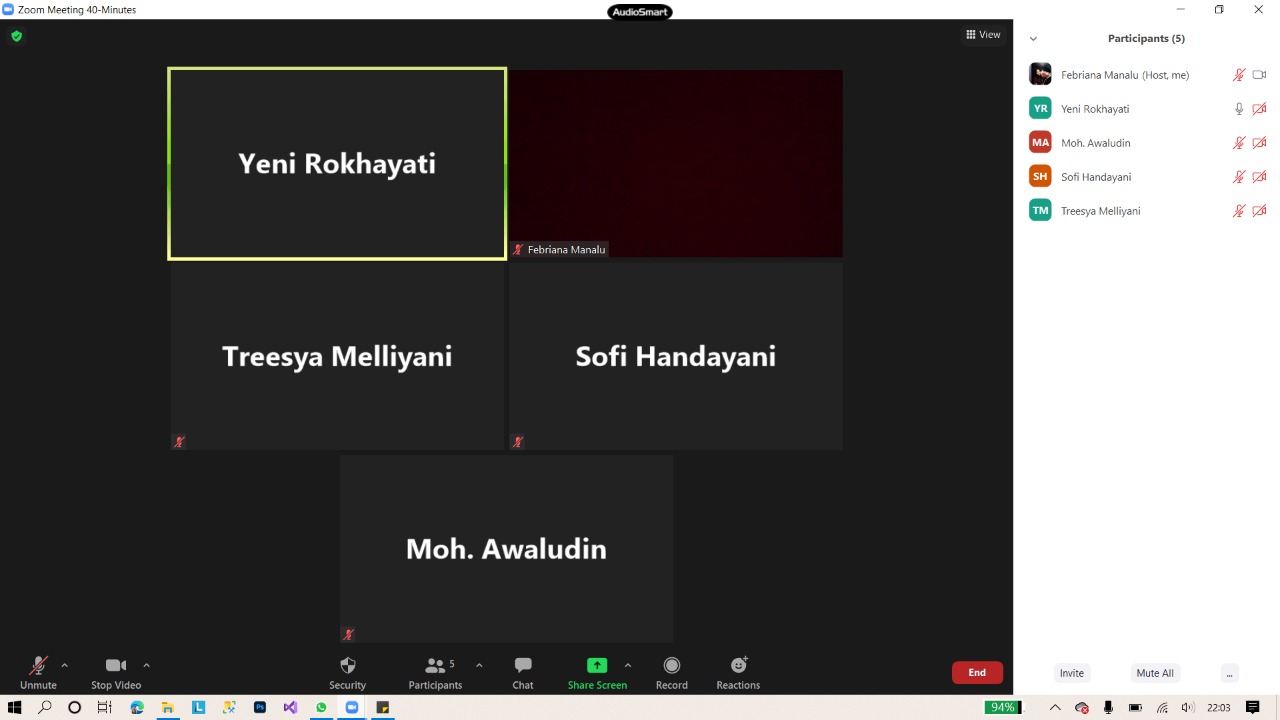 Zoom Meeting 40-Minutes
AudioSmart
View
Yeni Rokhayati
Febriana Manalu
Treesya Melliyani
Sofi Handayani
Moh. Awaludin
Participants (5)
Febriana Manalu (Host, me)
YR Yeni Rokhayati
MA Moh. Awaludin
SH Sofi Handayani
TM Treesya Melliyani
Unmute
Stop Video
Security
5
Participants
Chat
Share Screen
Record
Reactions
End
Invite
Mute All
...
94%
22:03